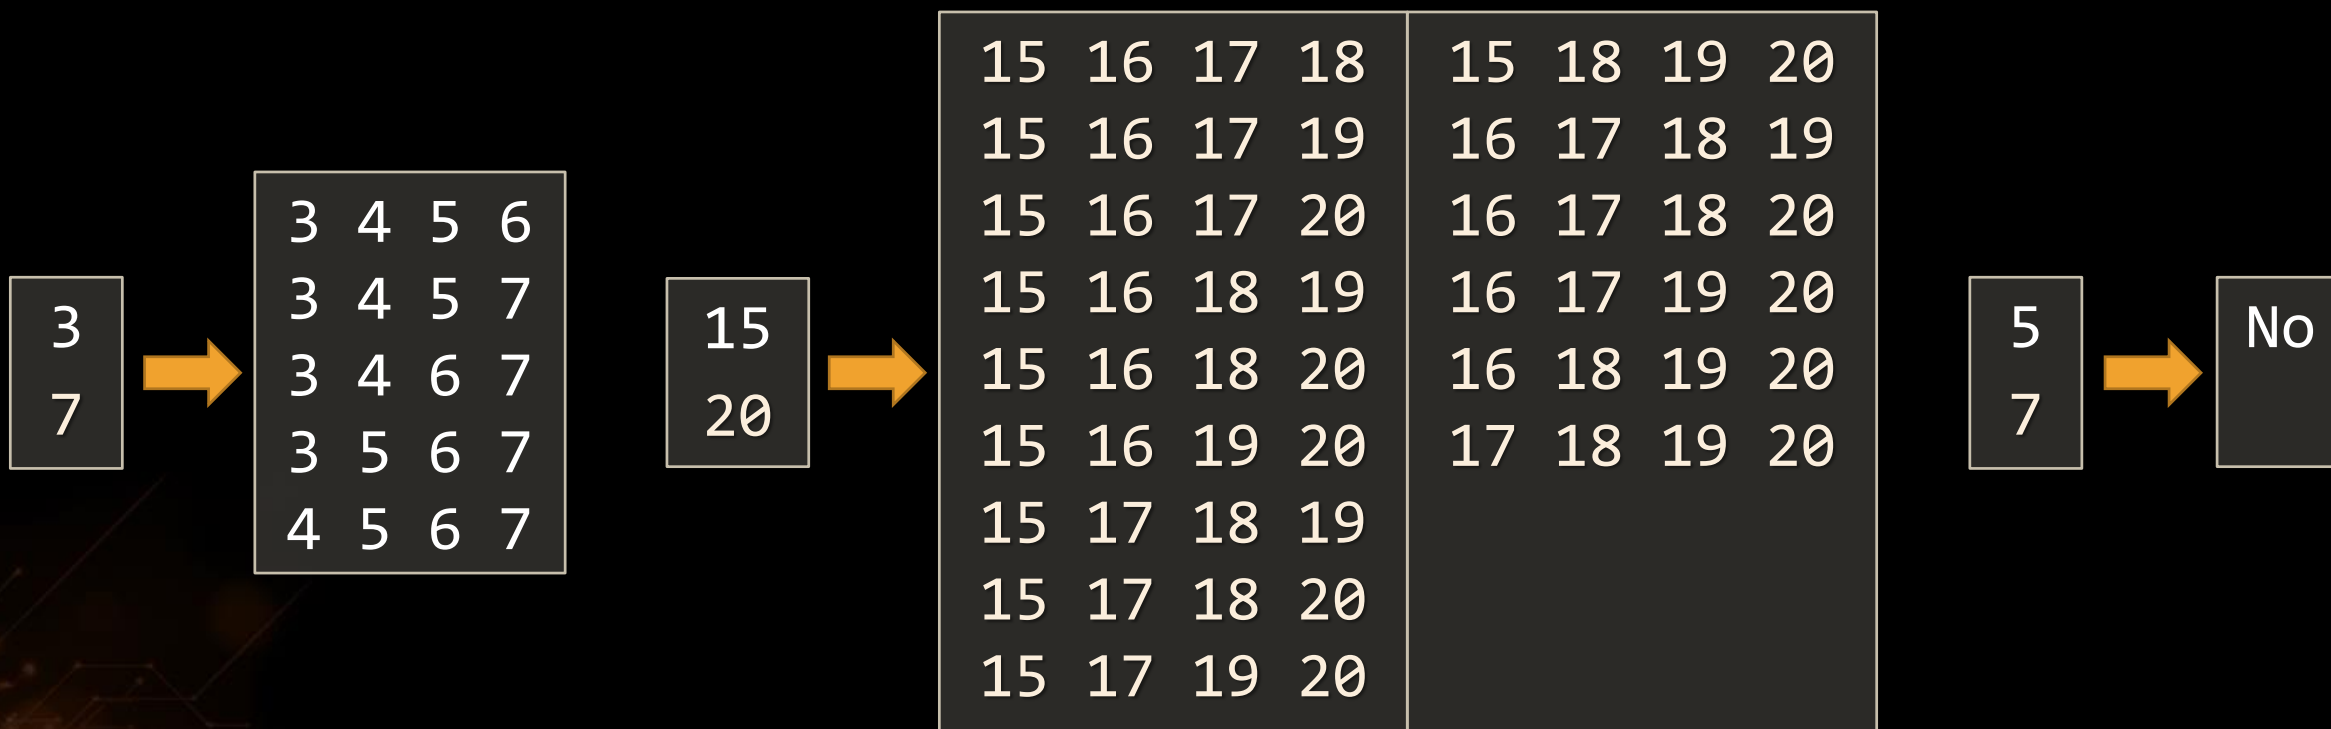 3
7
3 4 5 6
3 4 5 7
3 4 6 7
3 5 6 7
4 5 6 7
15
20
15 16 17 18
15 16 17 19
15 16 17 20
15 16 18 19
15 16 18 20
15 16 19 20
15 17 18 19
15 17 18 20
15 17 19 20
15 18 19 20
16 17 18 19
16 17 18 20
16 17 19 20
16 18 19 20
17 18 19 20
5
7
No